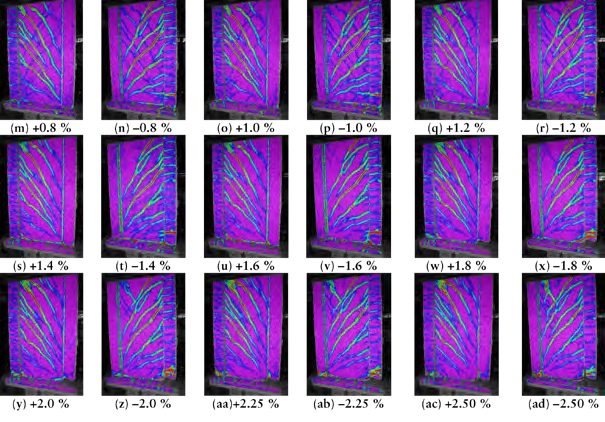 (m) +0.8 % (n) −0.8 % (o) +1.0 % (p) −1.0 % (q) +1.2 % (r) −1.2 %
(s) +1.4 % (t) −1.4 % (u) +1.6 % (v) −1.6 % (w) +1.8 % (x) −1.8 %
(y) +2.0 % (z) −2.0 % (aa)+2.25 % (ab) −2.25 % (ac) +2.50 % (ad) −2.50 %